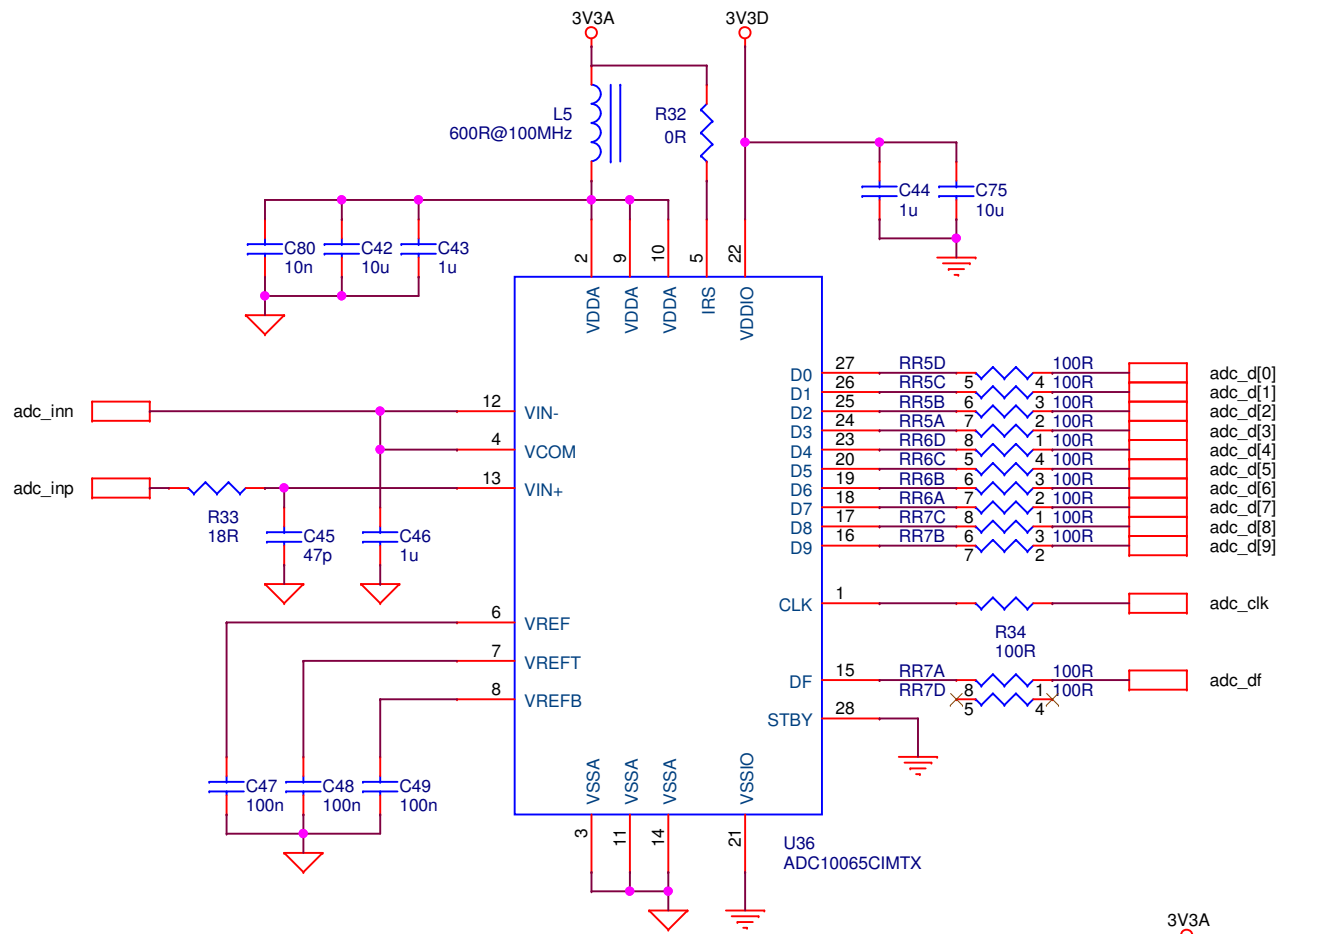 3V3A
3V3D
L5
600R@100MHz
R32
0R
C44
1u
C75
10u
C80
10n
C42
10u
C43
1u
2
9
10
5
22
VDDA
VDDA
VDDA
IRS
VDDIO
adc_inn
12
VIN-
4
VCOM
adc_inp
13
VIN+
R33
18R
C45
47p
C46
1u
6
VREF
7
VREFT
8
VREFB
C47
100n
C48
100n
C49
100n
D0 27 RR5D 5 4 100R adc_d[0]
D1 26 RR5C 6 3 100R adc_d[1]
D2 25 RR5B 7 2 100R adc_d[2]
D3 24 RR5A 8 1 100R adc_d[3]
D4 23 RR6D 5 4 100R adc_d[4]
D5 20 RR6C 6 3 100R adc_d[5]
D6 19 RR6B 7 2 100R adc_d[6]
D7 18 RR6A 8 1 100R adc_d[7]
D8 17 RR7C 6 3 100R adc_d[8]
D9 16 RR7B 7 2 100R adc_d[9]
CLK 1 adc_clk
R34
100R
DF 15 RR7A 8 1 100R adc_df
RR7D 5 4 100R
STBY 28
VSSA
VSSA
VSSA
VSSIO
3
11
14
21
U36
ADC10065CIMTX
3V3A